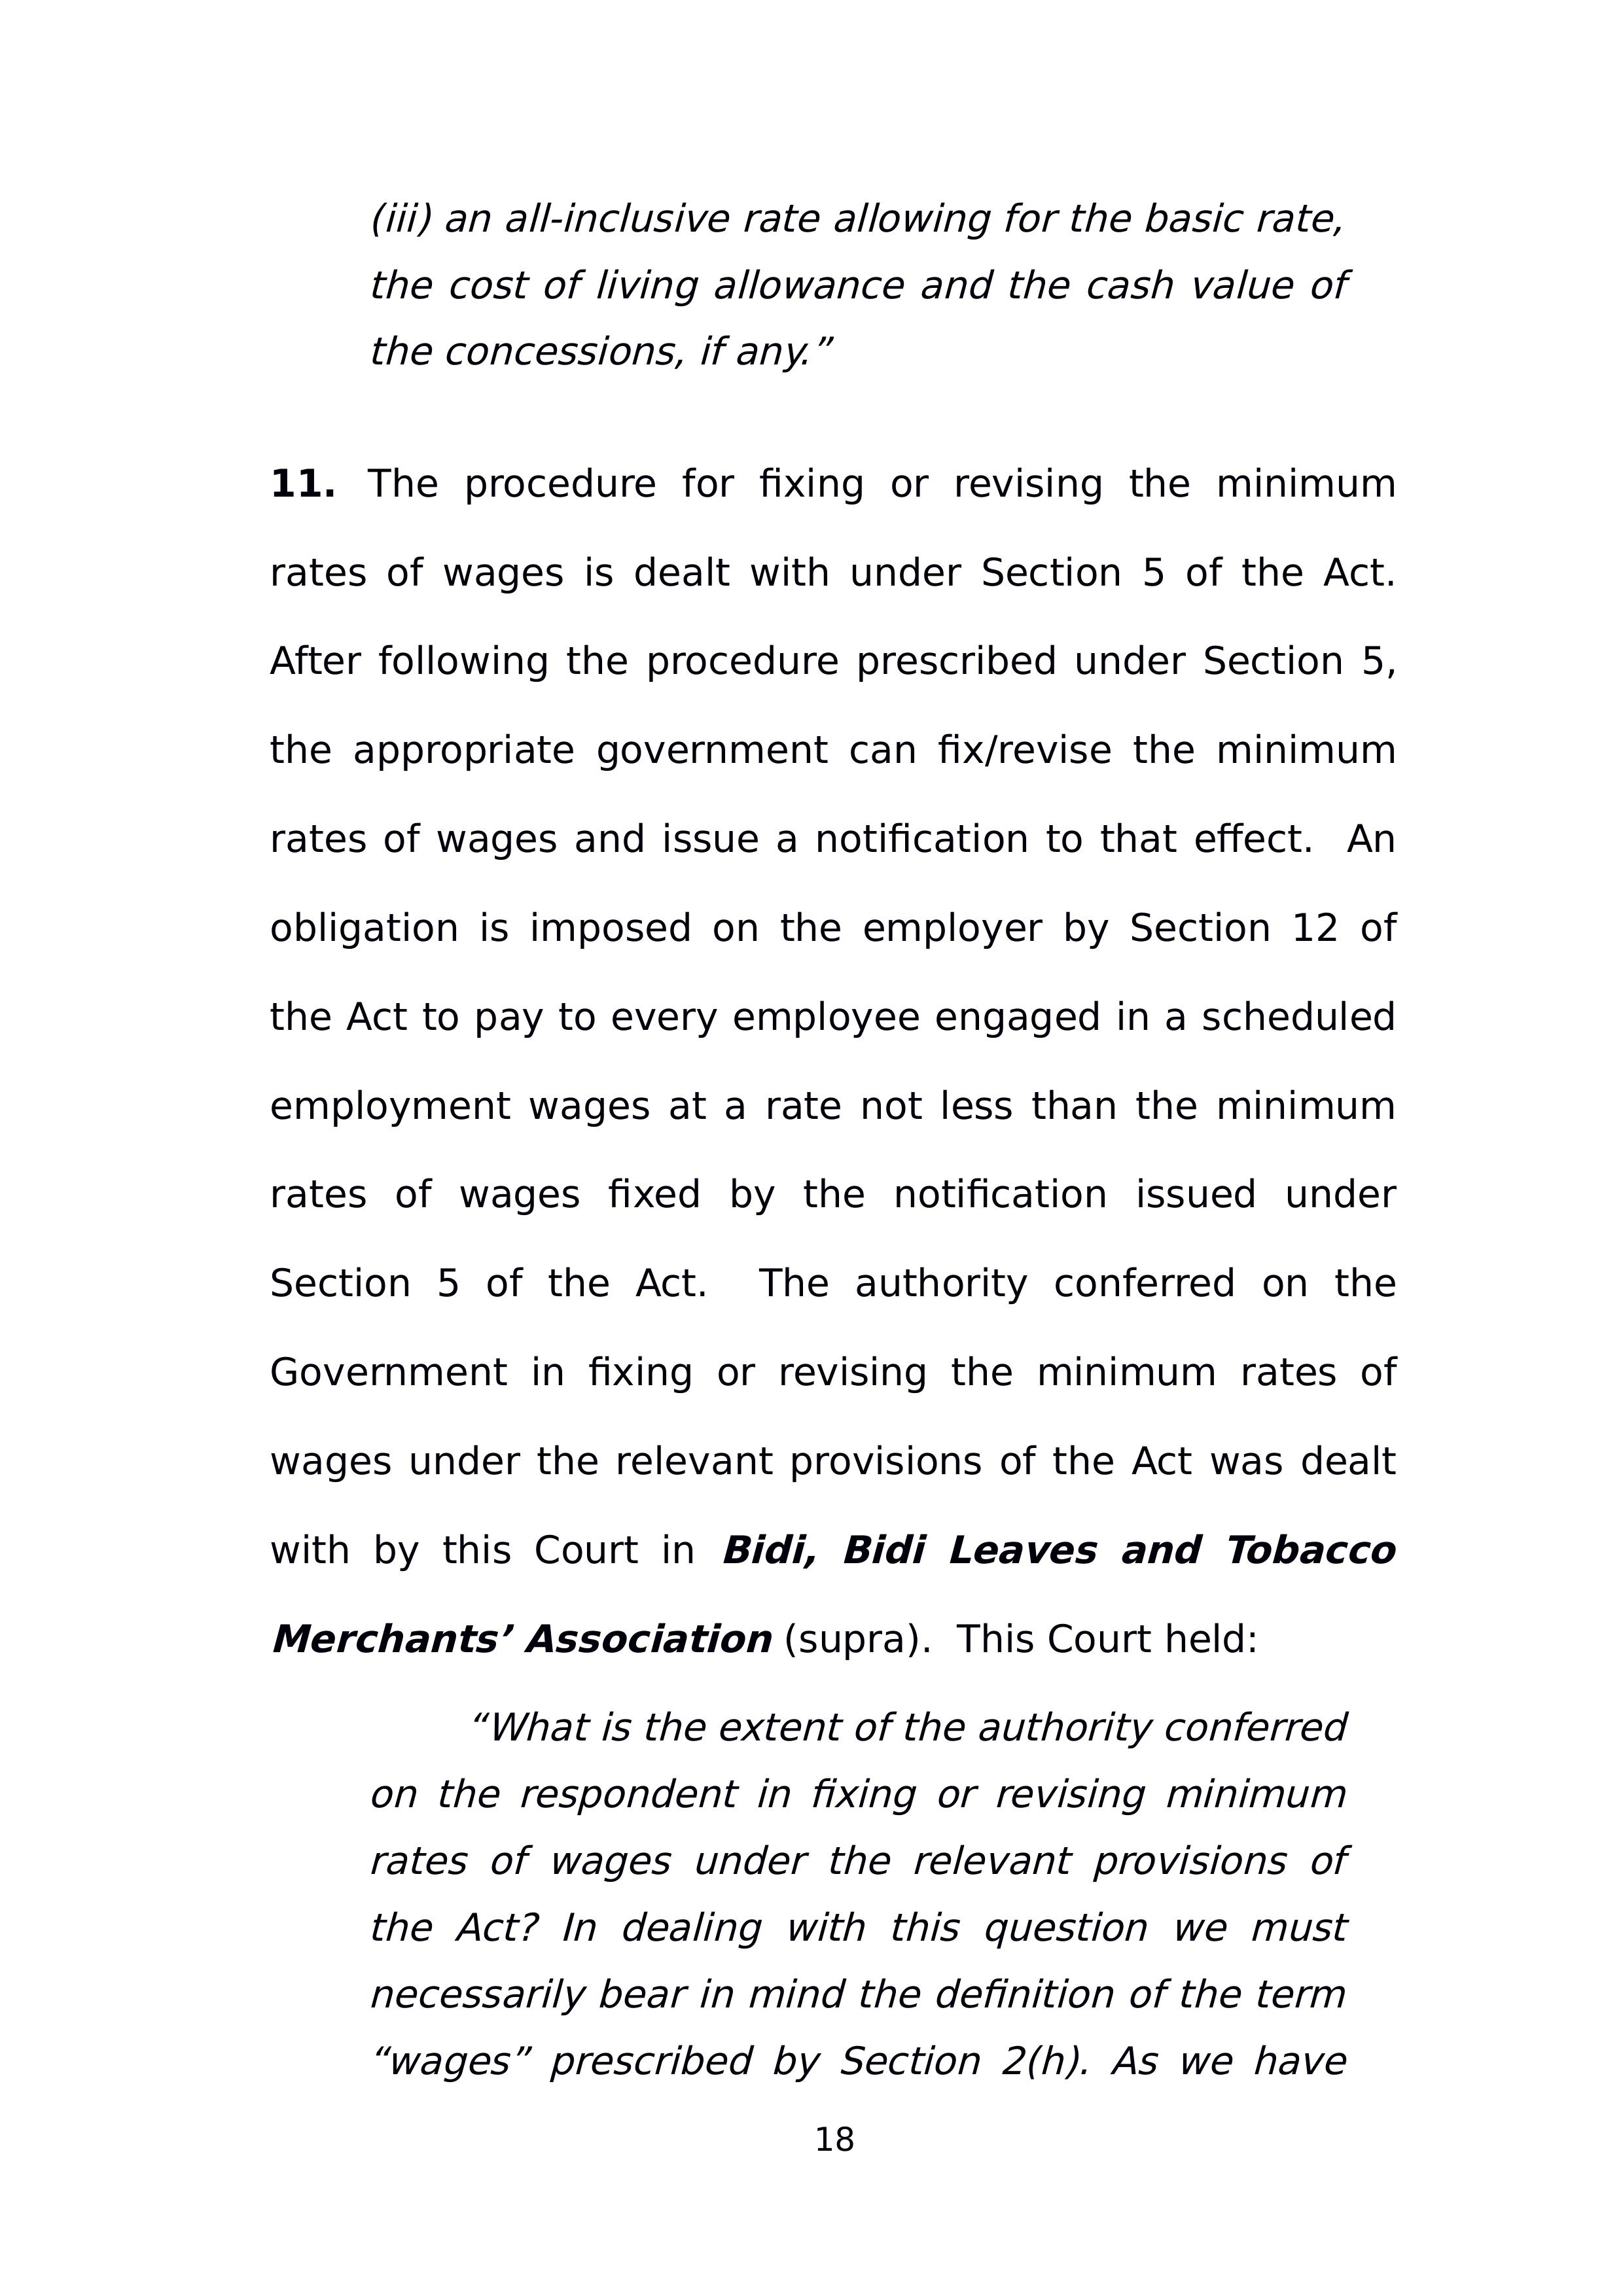 (iii) an all-inclusive rate allowing for the basic rate,
the cost of living allowance and the cash value of
the concessions, if any.”
11. The procedure for fixing or revising the minimum
rates of wages is dealt with under Section 5 of the Act.
After following the procedure prescribed under Section 5,
the appropriate government can fix/revise the minimum
rates of wages and issue a notification to that effect. An
obligation is imposed on the employer by Section 12 of
the Act to pay to every employee engaged in a scheduled
employment wages at a rate not less than the minimum
rates of wages fixed by the notification issued under
Section 5 of the Act. The authority conferred on the
Government in fixing or revising the minimum rates of
wages under the relevant provisions of the Act was dealt
with by this Court in Bidi, Bidi Leaves and Tobacco
Merchants’ Association (supra). This Court held:
“What is the extent of the authority conferred
on the respondent in fixing or revising minimum
rates of wages under the relevant provisions of
the Act? In dealing with this question we must
necessarily bear in mind the definition of the term
“wages” prescribed by Section 2(h). As we have
18